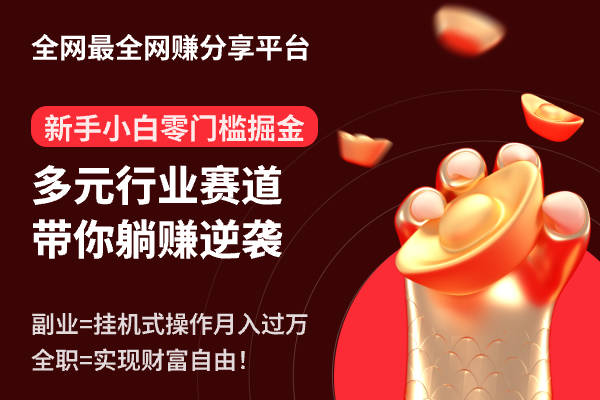 全网最全网赚分享平台
新手小白零门槛掘金
多元行业赛道
带你躺赚逆袭
副业=挂机式操作月入过万
全职=实现财富自由！